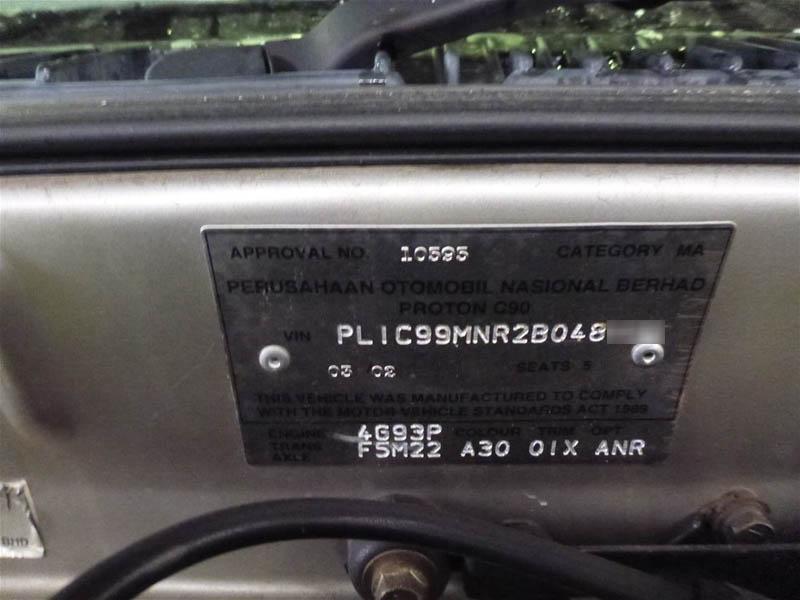 APPROVAL NO. 10595 CATEGORY MA
PERUSAHAAN OTOMOBIL NASIONAL BERHAD
PROTON C90
VIN PL1C99MNR2B048
03 02 SEATS 5
THIS VEHICLE WAS MANUFACTURED TO COMPLY
WITH THE MOTOR VEHICLE STANDARDS ACT 1989
ENGINE 4G93P COLOUR TRIM OPT
TRANS AXLE F5M22 A30 01X ANR